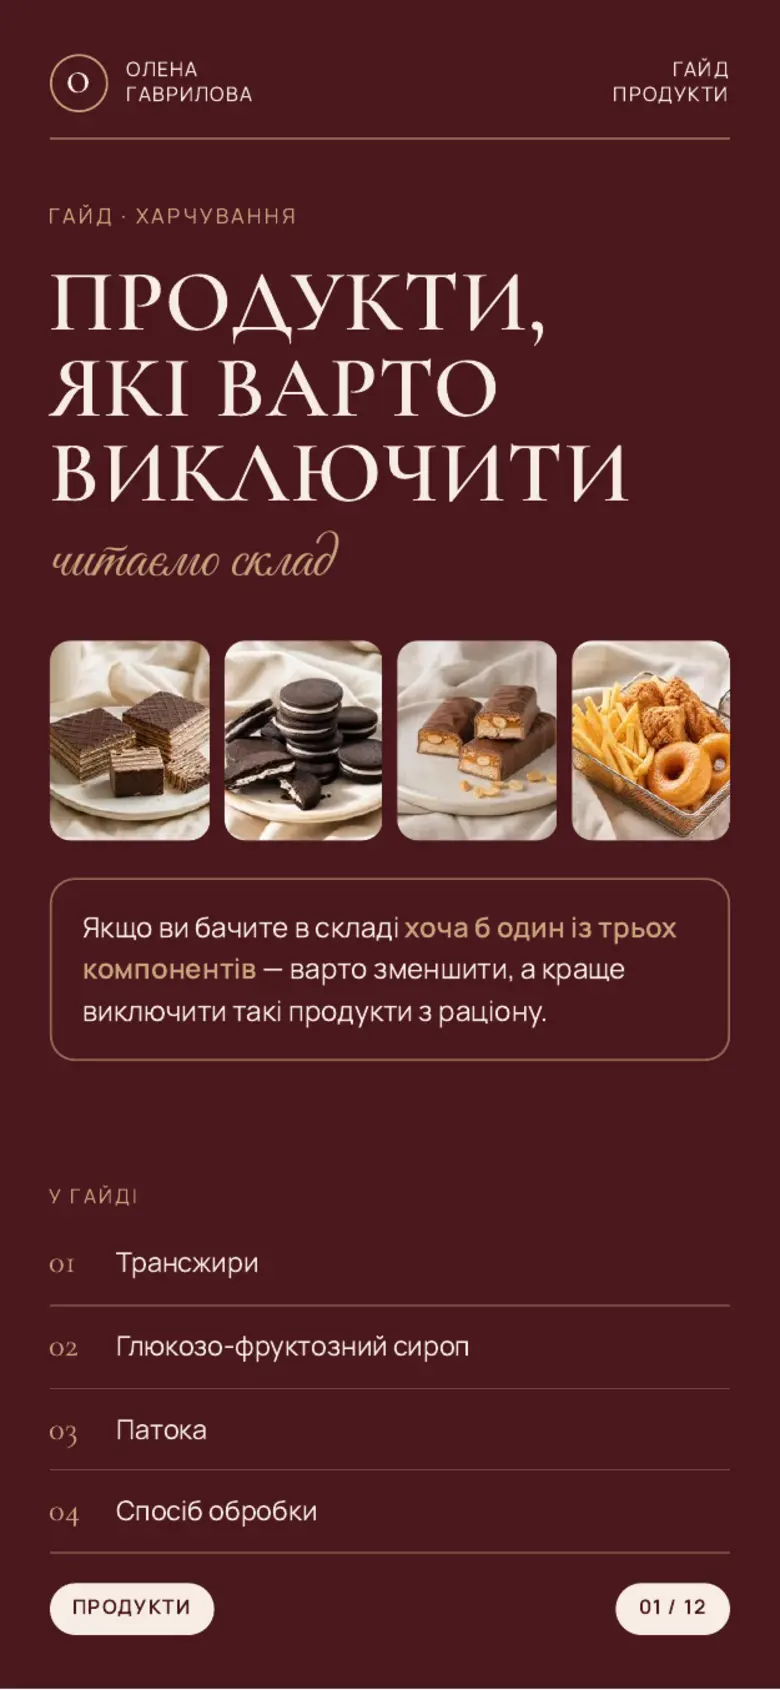 О
ОЛЕНА
ГАВРИЛОВА
ГАЙД
ПРОДУКТИ
ГАЙД · ХАРЧУВАННЯ
ПРОДУКТИ,
ЯКІ ВАРТО
ВИКЛЮЧИТИ
читаємо склад
Якщо ви бачите в складі хоча б один із трьох
компонентів — варто зменшити, а краще
виключити такі продукти з раціону.
У ГАЙДІ
01 Трансжири
02 Глюкозо-фруктозний сироп
03 Патока
04 Спосіб обробки
ПРОДУКТИ
01 / 12